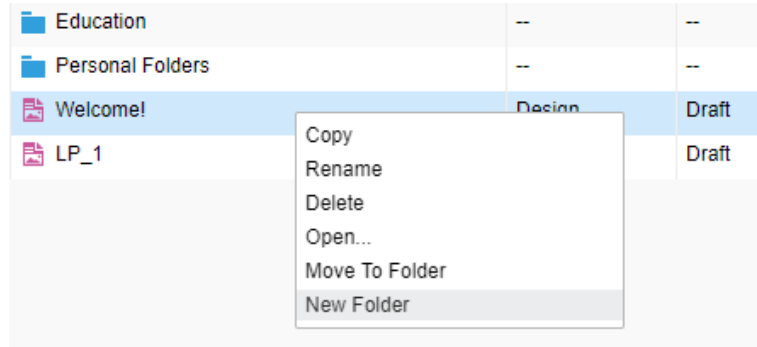 Education -- --
Personal Folders -- --
Welcome! Design Draft
LP_1 Draft
Copy
Rename
Delete
Open...
Move To Folder
New Folder